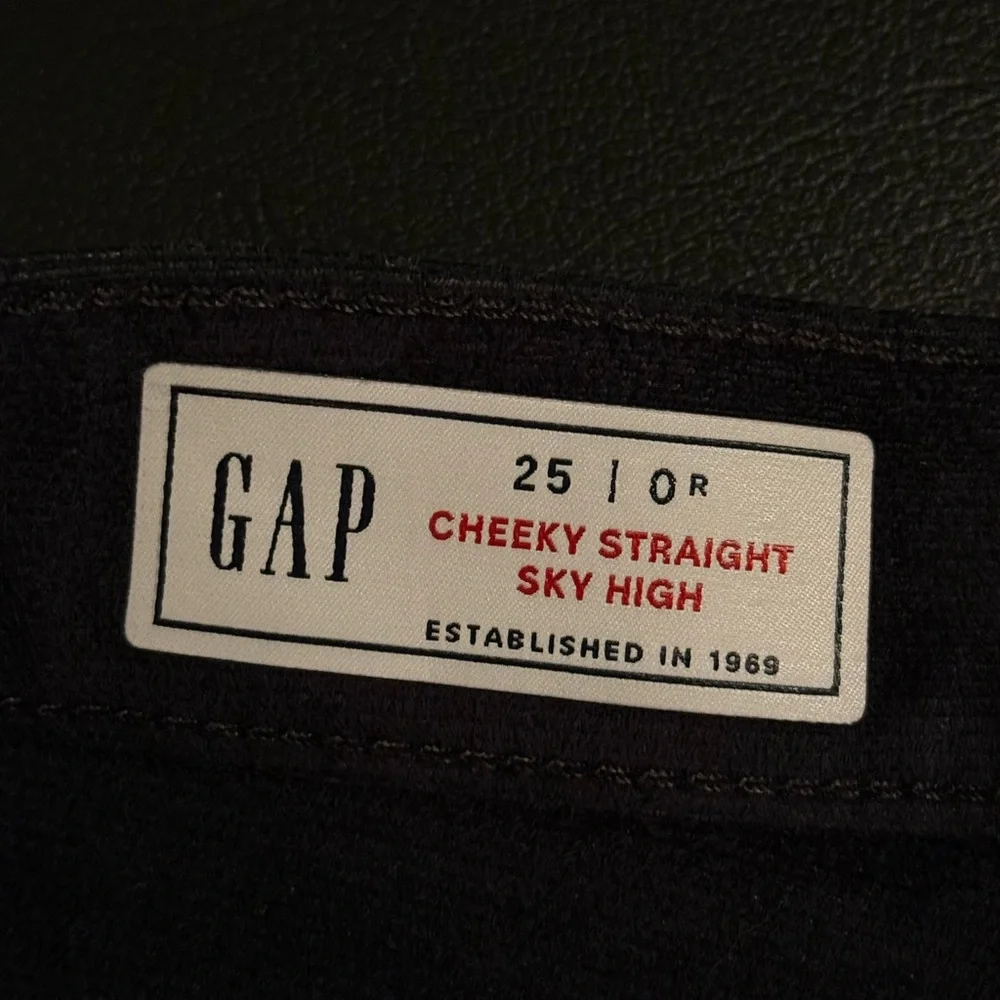 GAP
25 | 0R
CHEEKY STRAIGHT
SKY HIGH
ESTABLISHED IN 1969